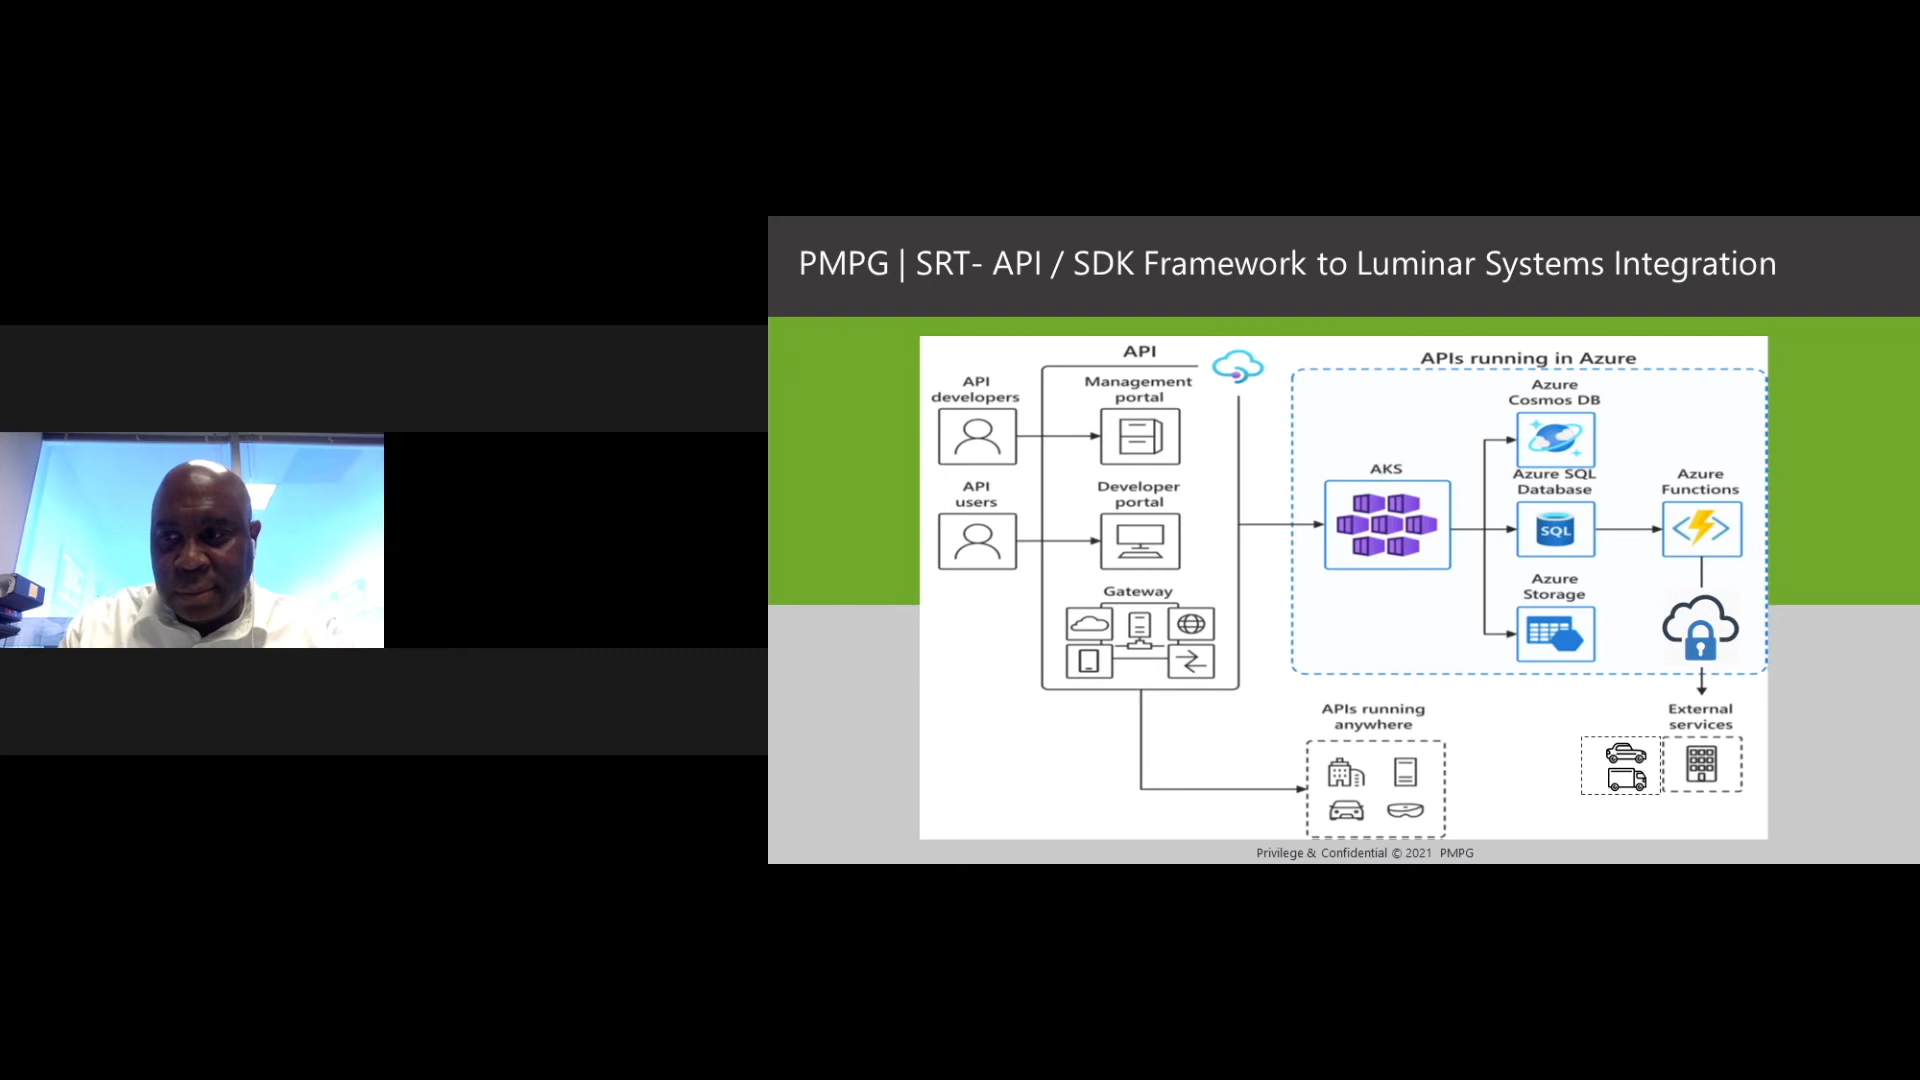 PMPG | SRT- API / SDK Framework to Luminar Systems Integration
API
APIs running in Azure
API
developers
Management
portal
Azure
Cosmos DB
API
users
Developer
portal
AKS
Azure SQL
Database
SQL
Azure
Functions
Gateway
Azure
Storage
APIs running
anywhere
External
services
Privilege & Confidential © 2021 PMPG